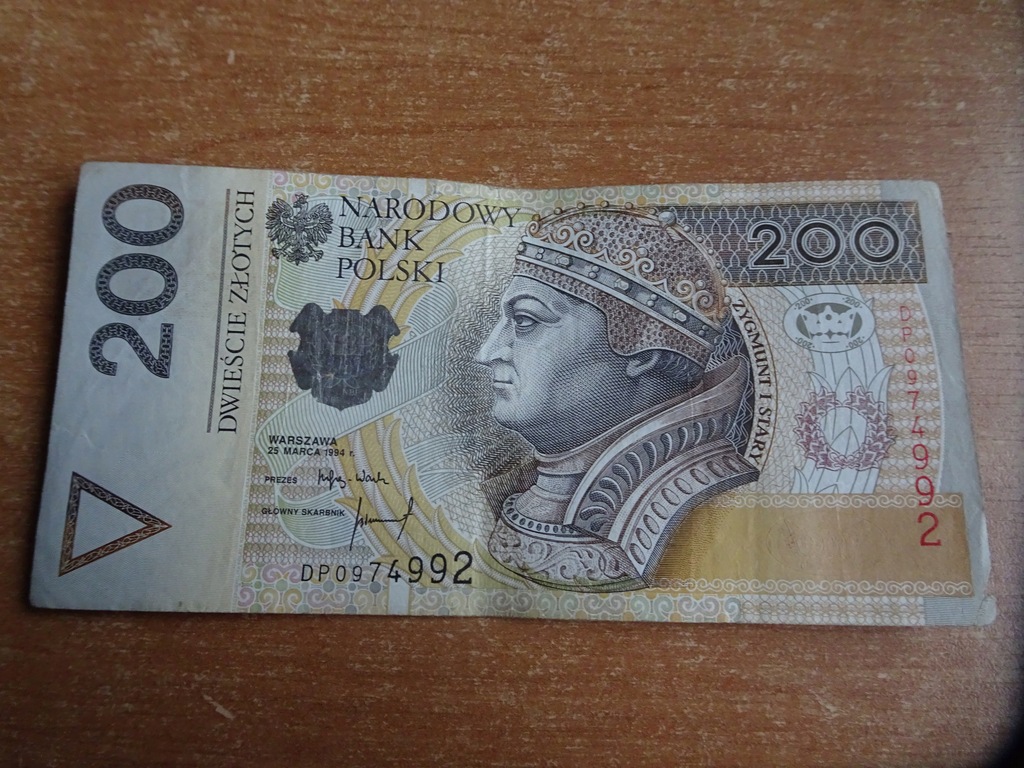 200
DWIEŚCIE ZŁOTYCH
NARODOWY
BANK
POLSKI
200
ZYGMUNT I STARY
WARSZAWA
25 MARCA 1994 r.
PREZES
GŁÓWNY SKARBNIK
DP0974992
DP0974992